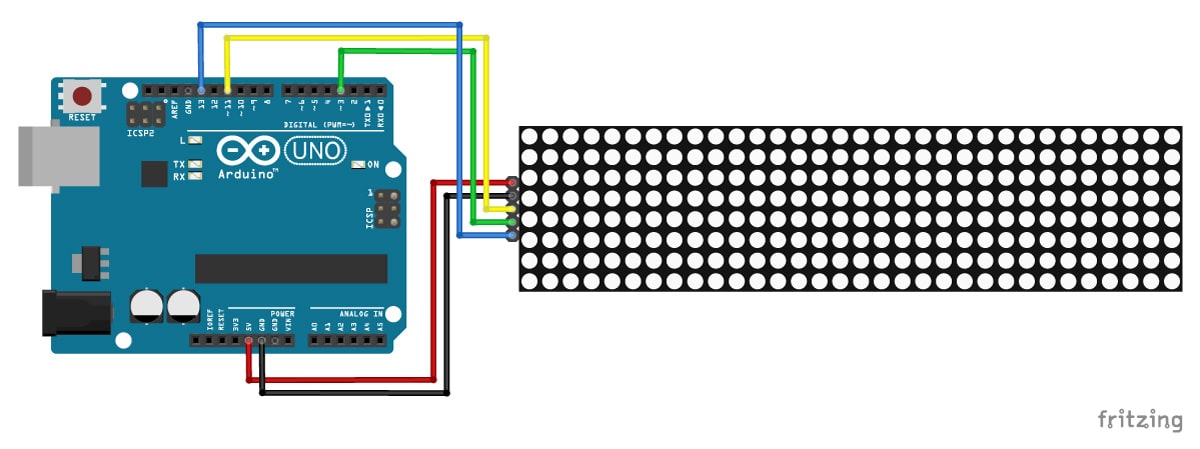 RESET
ICSP2
AREF
GND
13
12
~11
~10
~9
8
7
~6
~5
4
~3
2
TXD▶1
RXD◀0
DIGITAL (PWM=~)
L
TX
RX
UNO
Arduino™
ON
1
ICSP
POWER
ANALOG IN
IOREF
RESET
3V3
5V
GND
GND
VIN
A0
A1
A2
A3
A4
A5
fritzing